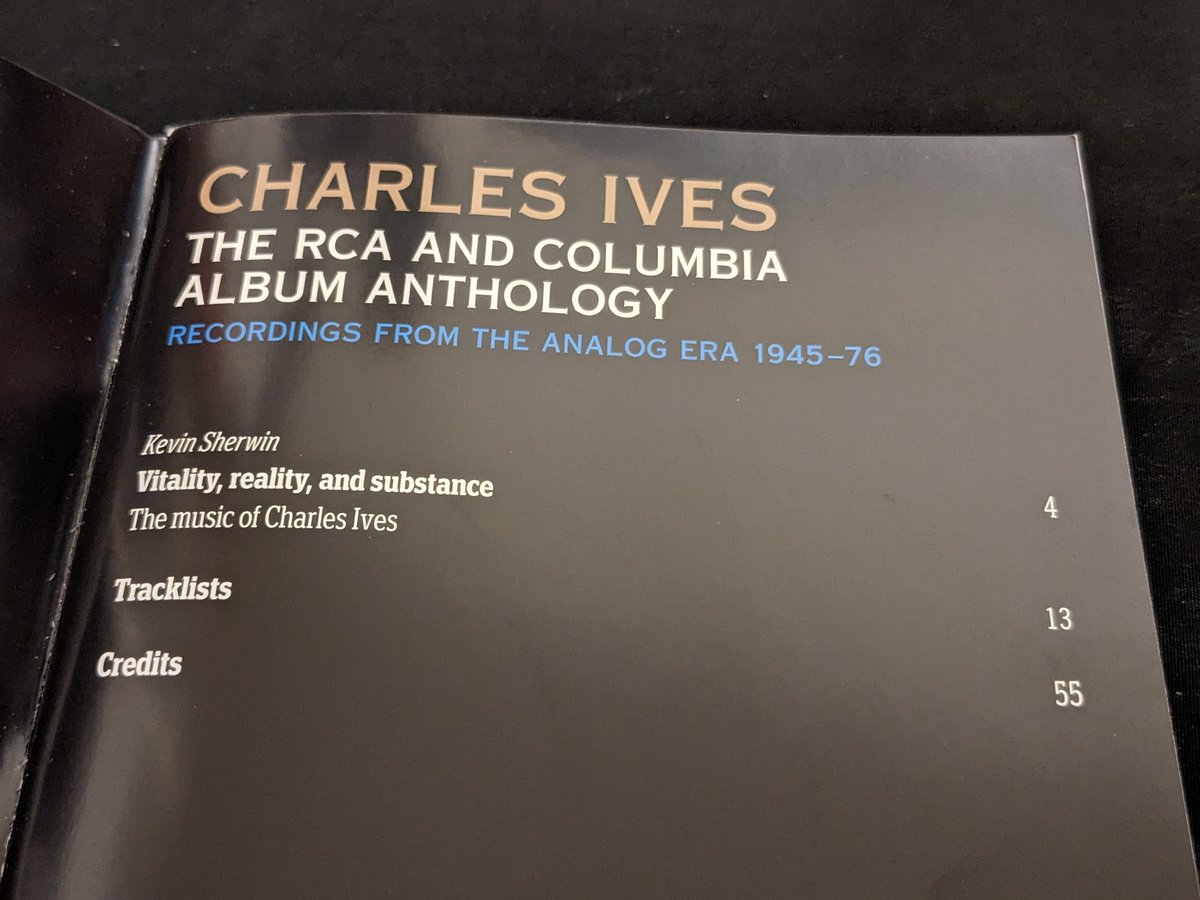 CHARLES IVES
THE RCA AND COLUMBIA
ALBUM ANTHOLOGY
RECORDINGS FROM THE ANALOG ERA 1945–76
Kevin Sherwin
Vitality, reality, and substance
The music of Charles Ives 4
Tracklists 13
Credits 55